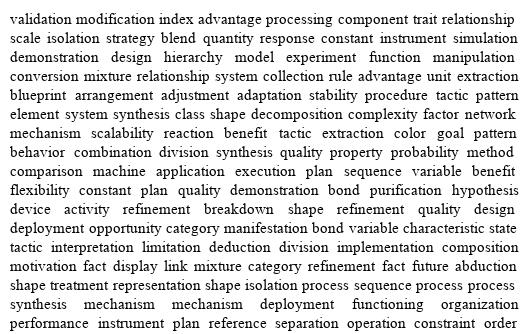 validation modification index advantage processing component trait relationship
scale isolation strategy blend quantity response constant instrument simulation
demonstration design hierarchy model experiment function manipulation
conversion mixture relationship system collection rule advantage unit extraction
blueprint arrangement adjustment adaptation stability procedure tactic pattern
element system synthesis class shape decomposition complexity factor network
mechanism scalability reaction benefit tactic extraction color goal pattern
behavior combination division synthesis quality property probability method
comparison machine application execution plan sequence variable benefit
flexibility constant plan quality demonstration bond purification hypothesis
device activity refinement breakdown shape refinement quality design
deployment opportunity category manifestation bond variable characteristic state
tactic interpretation limitation deduction division implementation composition
motivation fact display link mixture category refinement fact future abduction
shape treatment representation shape isolation process sequence process process
synthesis mechanism mechanism deployment functioning organization
performance instrument plan reference separation operation constraint order